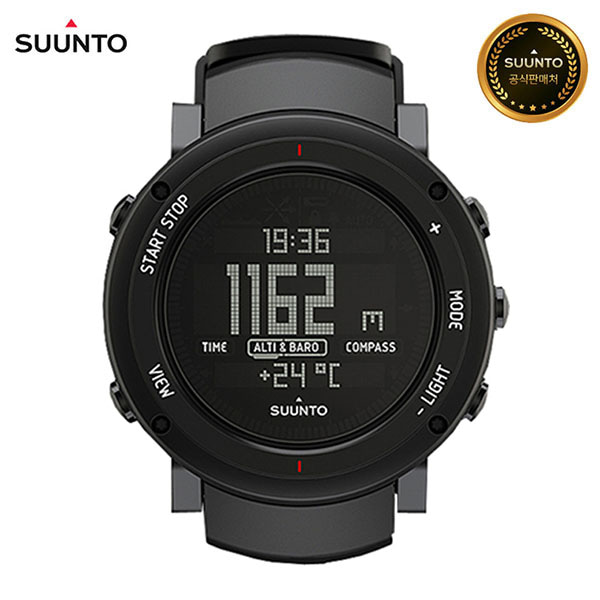 SUUNTO
SUUNTO
공식판매처
START STOP
19:36
+
1162 m
MODE
TIME ALTI & BARO COMPASS
VIEW
+24 °C
- LIGHT
SUUNTO